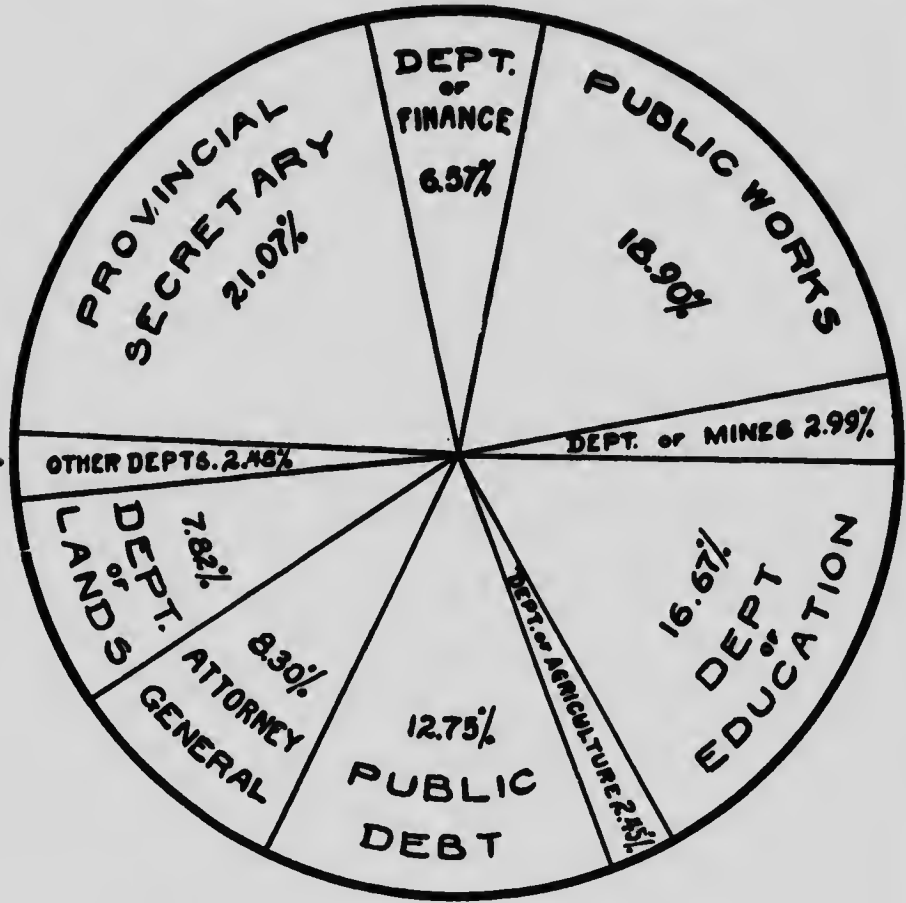 DEPT.
OF
FINANCE
6.57%
PUBLIC WORKS
18.90%
DEPT. OF MINES 2.99%
16.67%
DEPT
OF
EDUCATION
DEPT. OF AGRICULTURE 2.45%
12.75%
PUBLIC
DEBT
8.30%
ATTORNEY
GENERAL
7.82%
DEPT.
OF
LANDS
OTHER DEPTS. 2.48%
PROVINCIAL
SECRETARY
21.07%